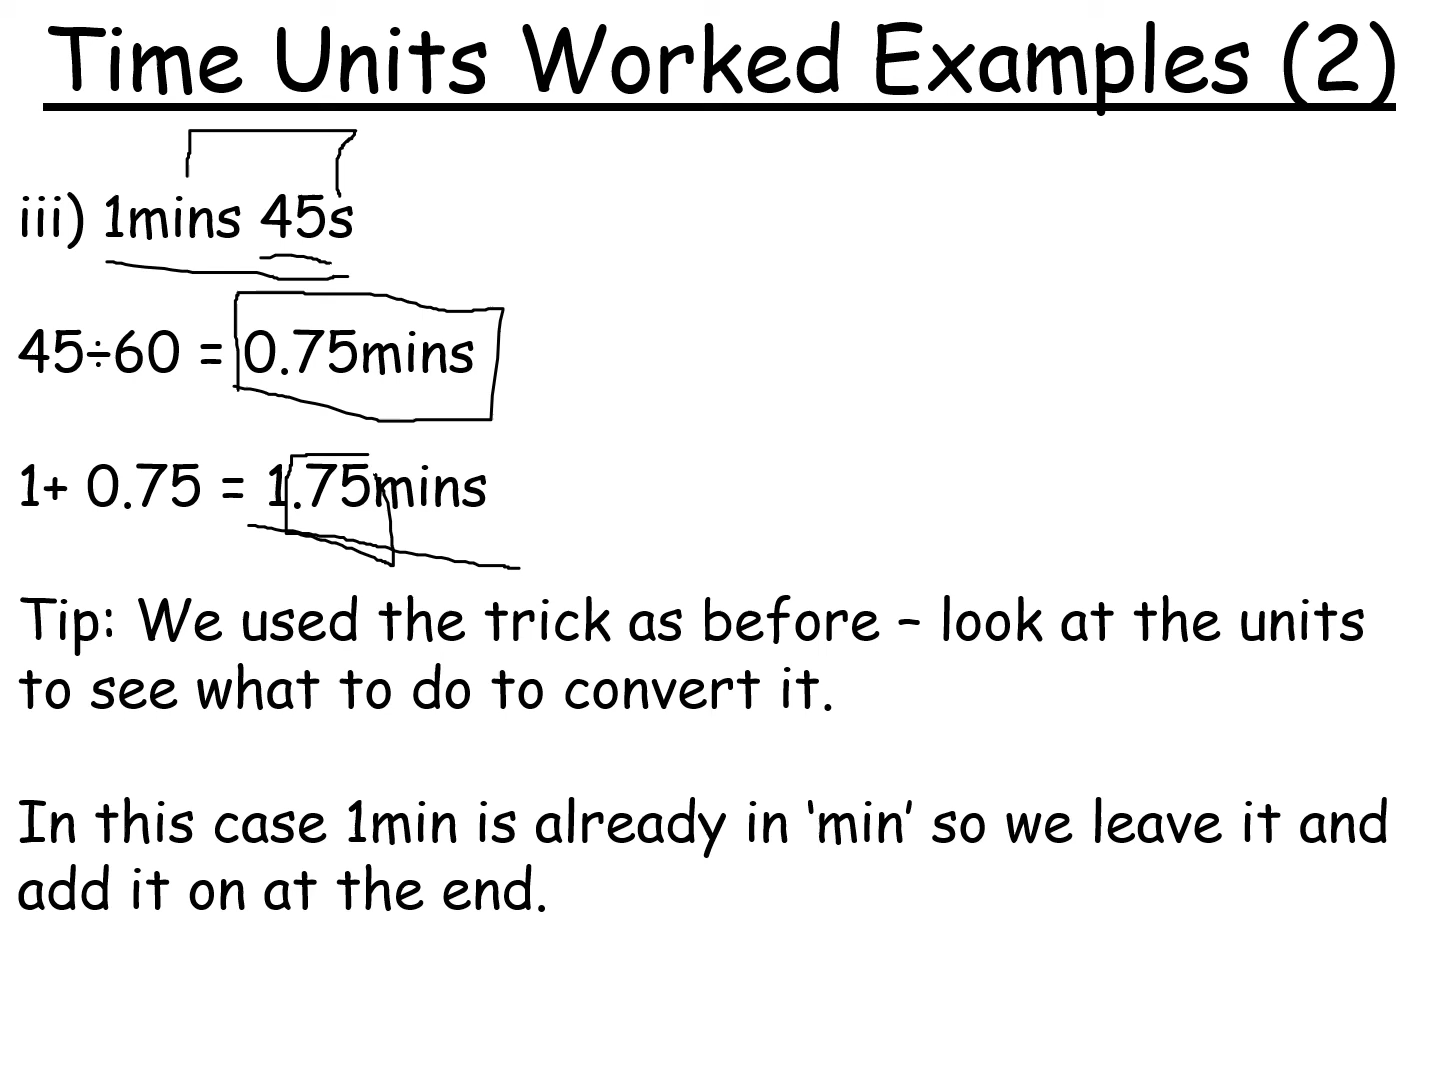 Time Units Worked Examples (2)
iii) 1mins 45s
45÷60 = 0.75mins
1+ 0.75 = 1.75mins
Tip: We used the trick as before – look at the units
to see what to do to convert it.
In this case 1min is already in ‘min’ so we leave it and
add it on at the end.